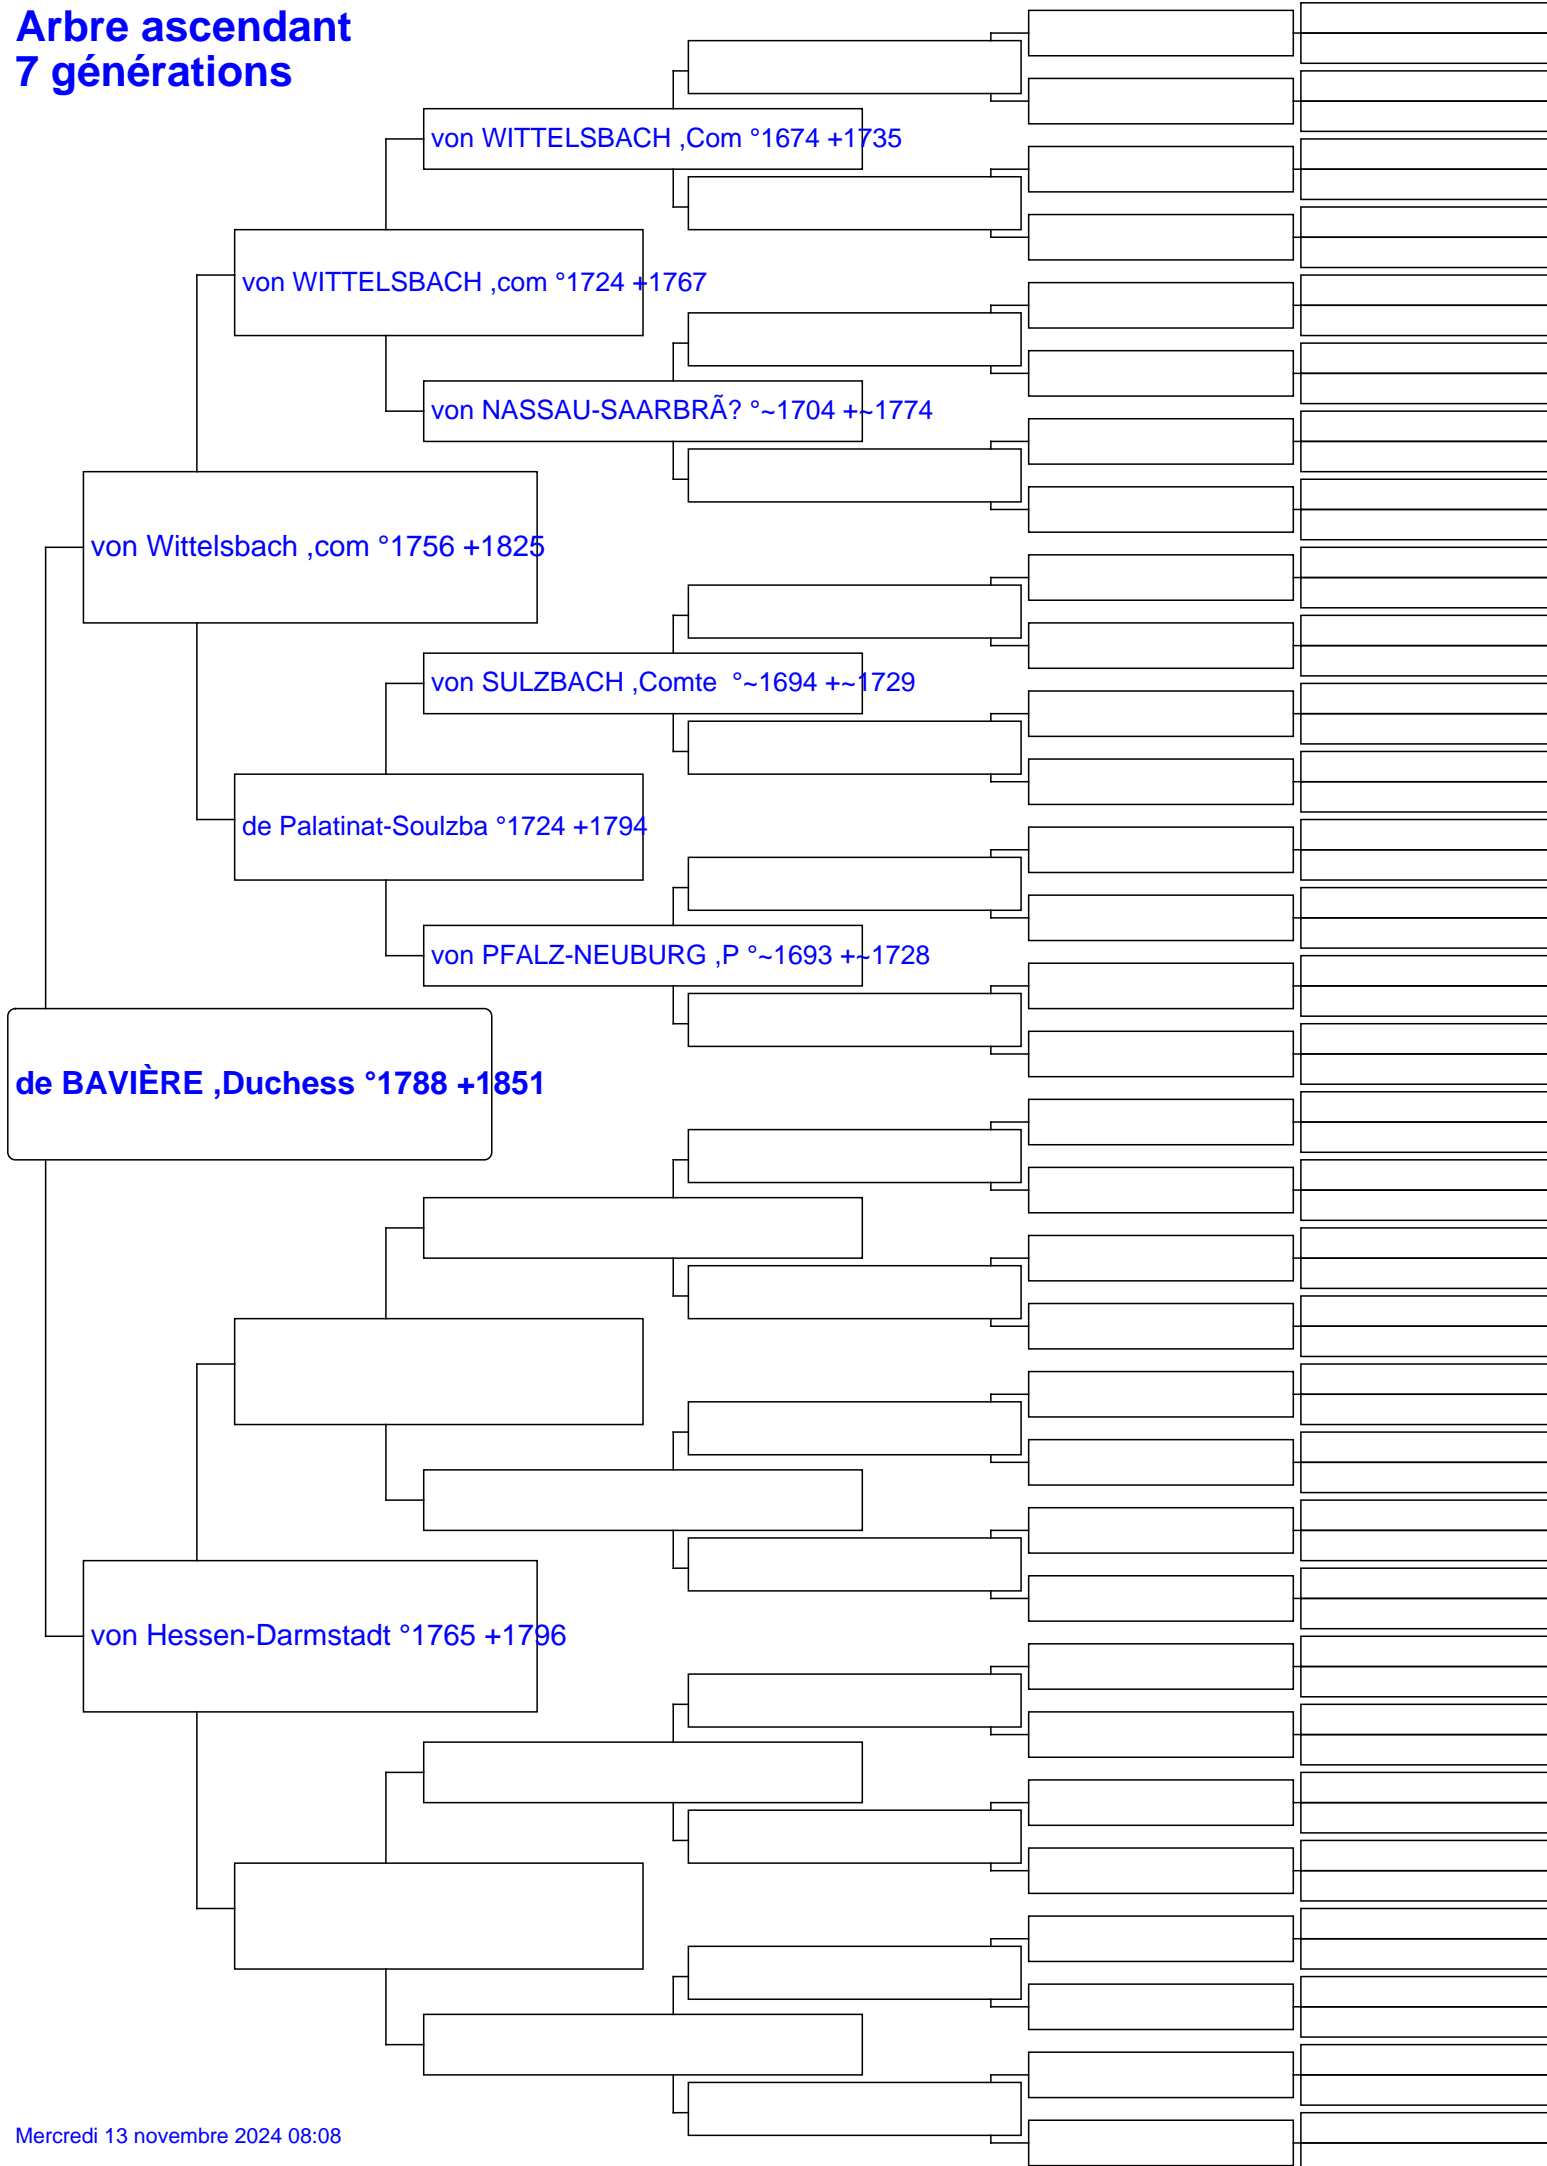 Arbre ascendant
7 générations
von WITTELSBACH ,Com °1674 +1735
von WITTELSBACH ,com °1724 +1767
von NASSAU-SAARBRÃ? °~1704 +~1774
von Wittelsbach ,com °1756 +1825
von SULZBACH ,Comte  °~1694 +~1729
de Palatinat-Soulzba °1724 +1794
von PFALZ-NEUBURG ,P °~1693 +~1728
de BAVIÈRE ,Duchess °1788 +1851
von Hessen-Darmstadt °1765 +1796
Mercredi 13 novembre 2024 08:08